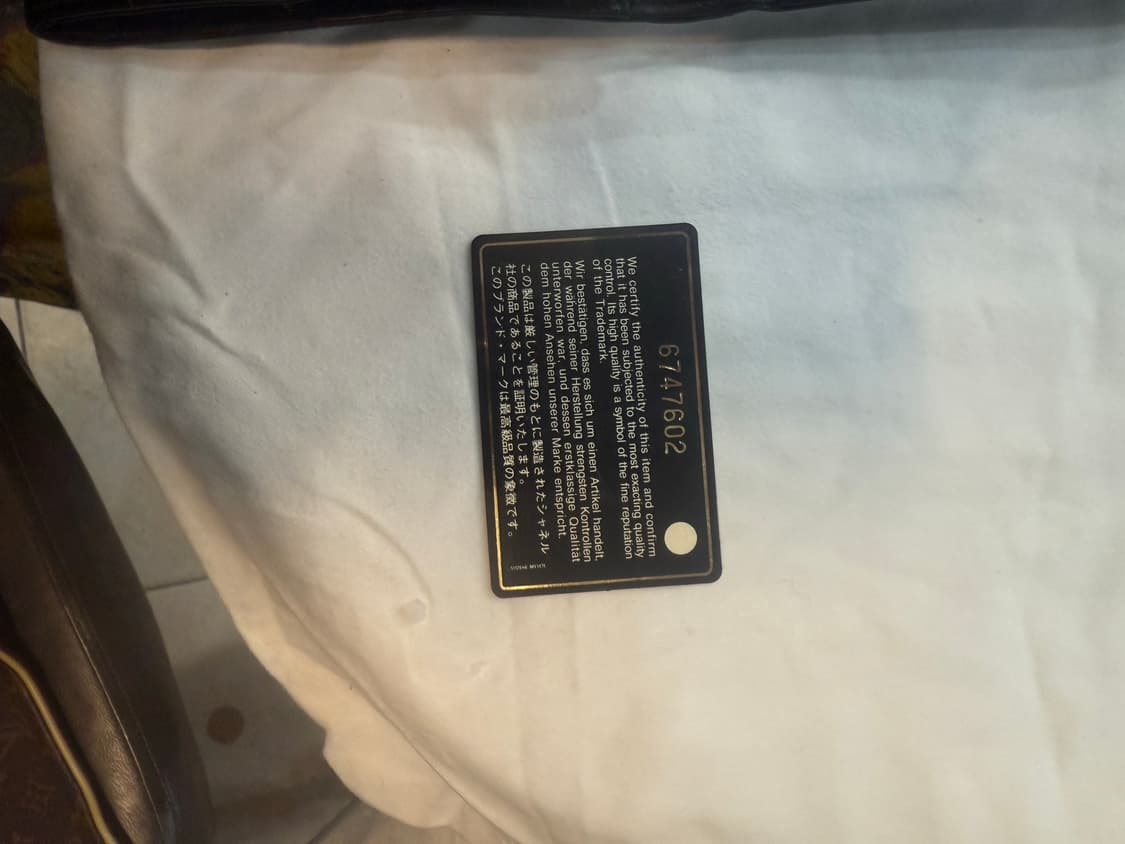 6747602
We certify the authenticity of this item and confirm
that it has been subjected to the most exacting quality
control. Its high quality is a symbol of the fine reputation
of the Trademark.
Wir bestätigen, dass es sich um einen Artikel handelt,
der während seiner Herstellung strengsten Kontrollen
unterworfen war, und dessen erstklassige Qualität
dem hohen Ansehen unserer Marke entspricht.
この製品は厳しい管理のもとに製造されたシャネル
社の商品であることを証明いたします。
このブランド・マークは最高級品質の象徴です。